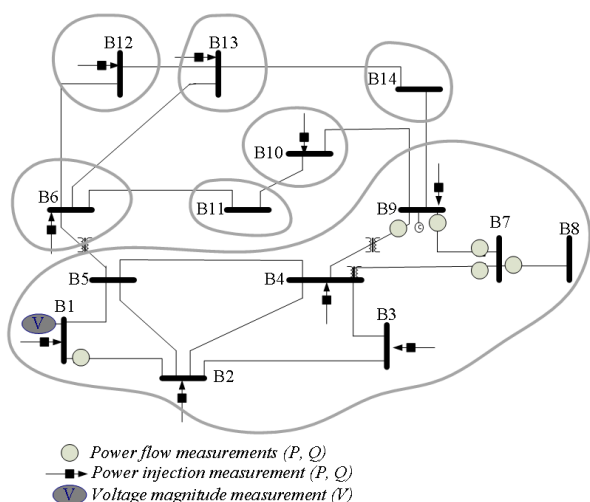 B12
B13
B14
B10
B6
B11
B9
B7
B8
B5
B4
B1
B3
V
B2
Power flow measurements (P, Q)
Power injection measurement (P, Q)
V Voltage magnitude measurement (V)